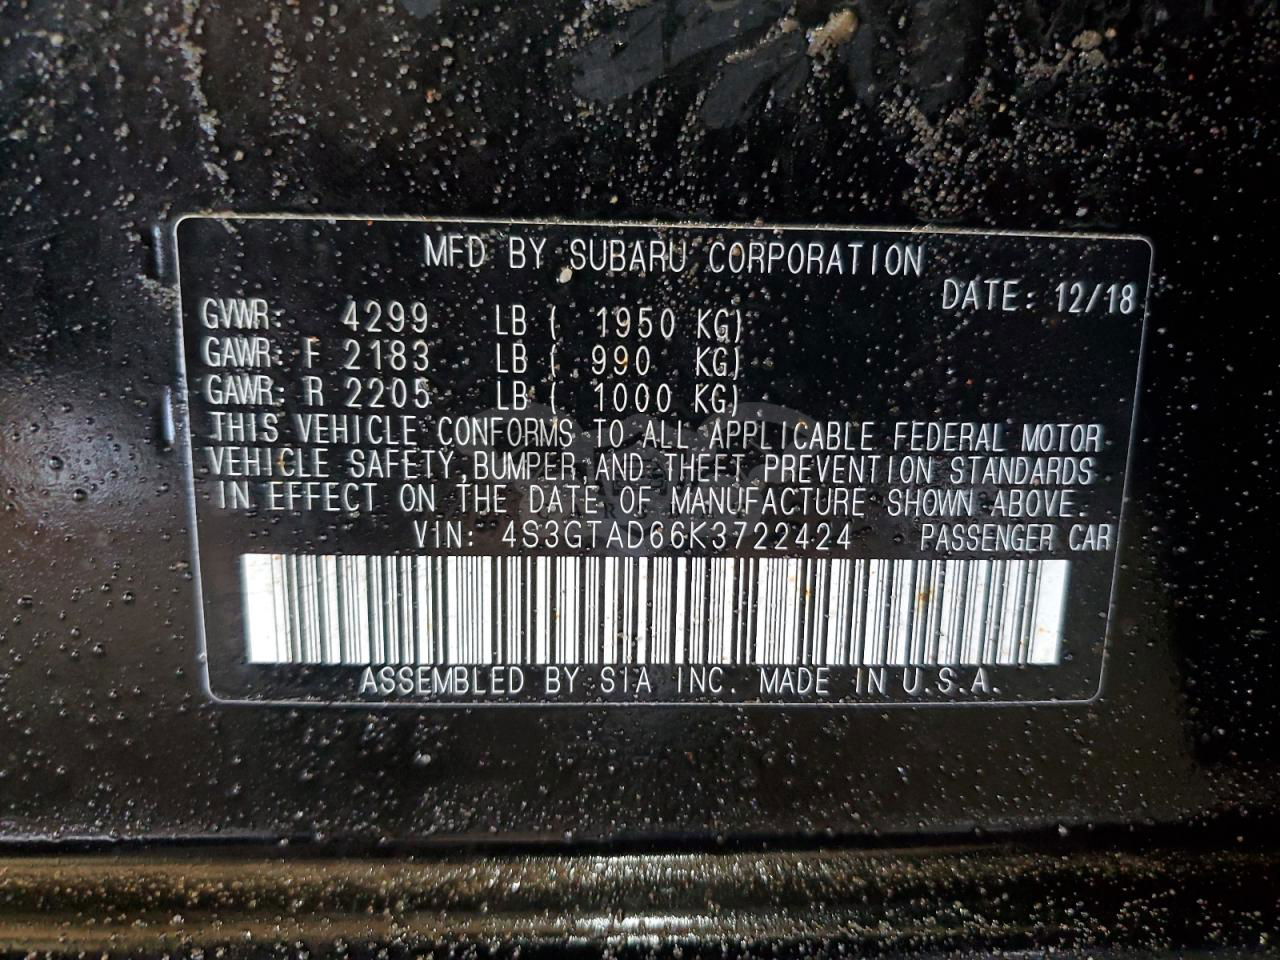 MFD BY SUBARU CORPORATION
DATE: 12/18
GVWR: 4299 LB ( 1950 KG)
GAWR: F 2183 LB ( 990 KG)
GAWR: R 2205 LB ( 1000 KG)
THIS VEHICLE CONFORMS TO ALL APPLICABLE FEDERAL MOTOR
VEHICLE SAFETY, BUMPER, AND THEFT PREVENTION STANDARDS
IN EFFECT ON THE DATE OF MANUFACTURE SHOWN ABOVE.
VIN: 4S3GTAD66K3722424 PASSENGER CAR
ASSEMBLED BY SIA INC. MADE IN U.S.A.